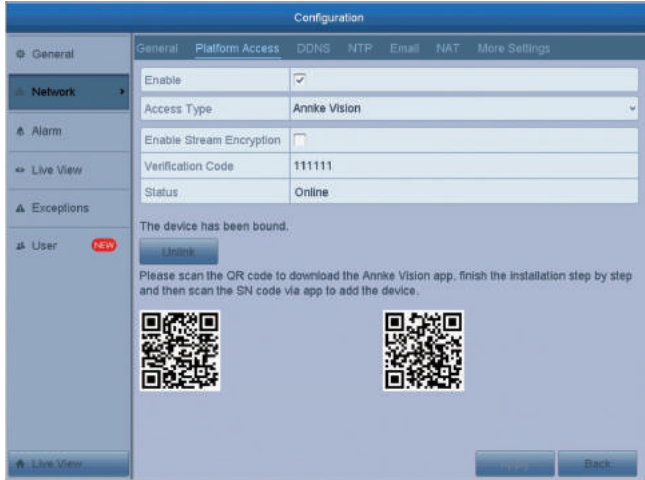 Configuration
General
Network
Alarm
Live View
Exceptions
User NEW
Live View
General Platform Access DDNS NTP Email NAT More Settings
Enable
Access Type Annke Vision
Enable Stream Encryption
Verification Code 111111
Status Online
The device has been bound.
Unlink
Please scan the QR code to download the Annke Vision app, finish the installation step by step
and then scan the SN code via app to add the device.
Apply Back